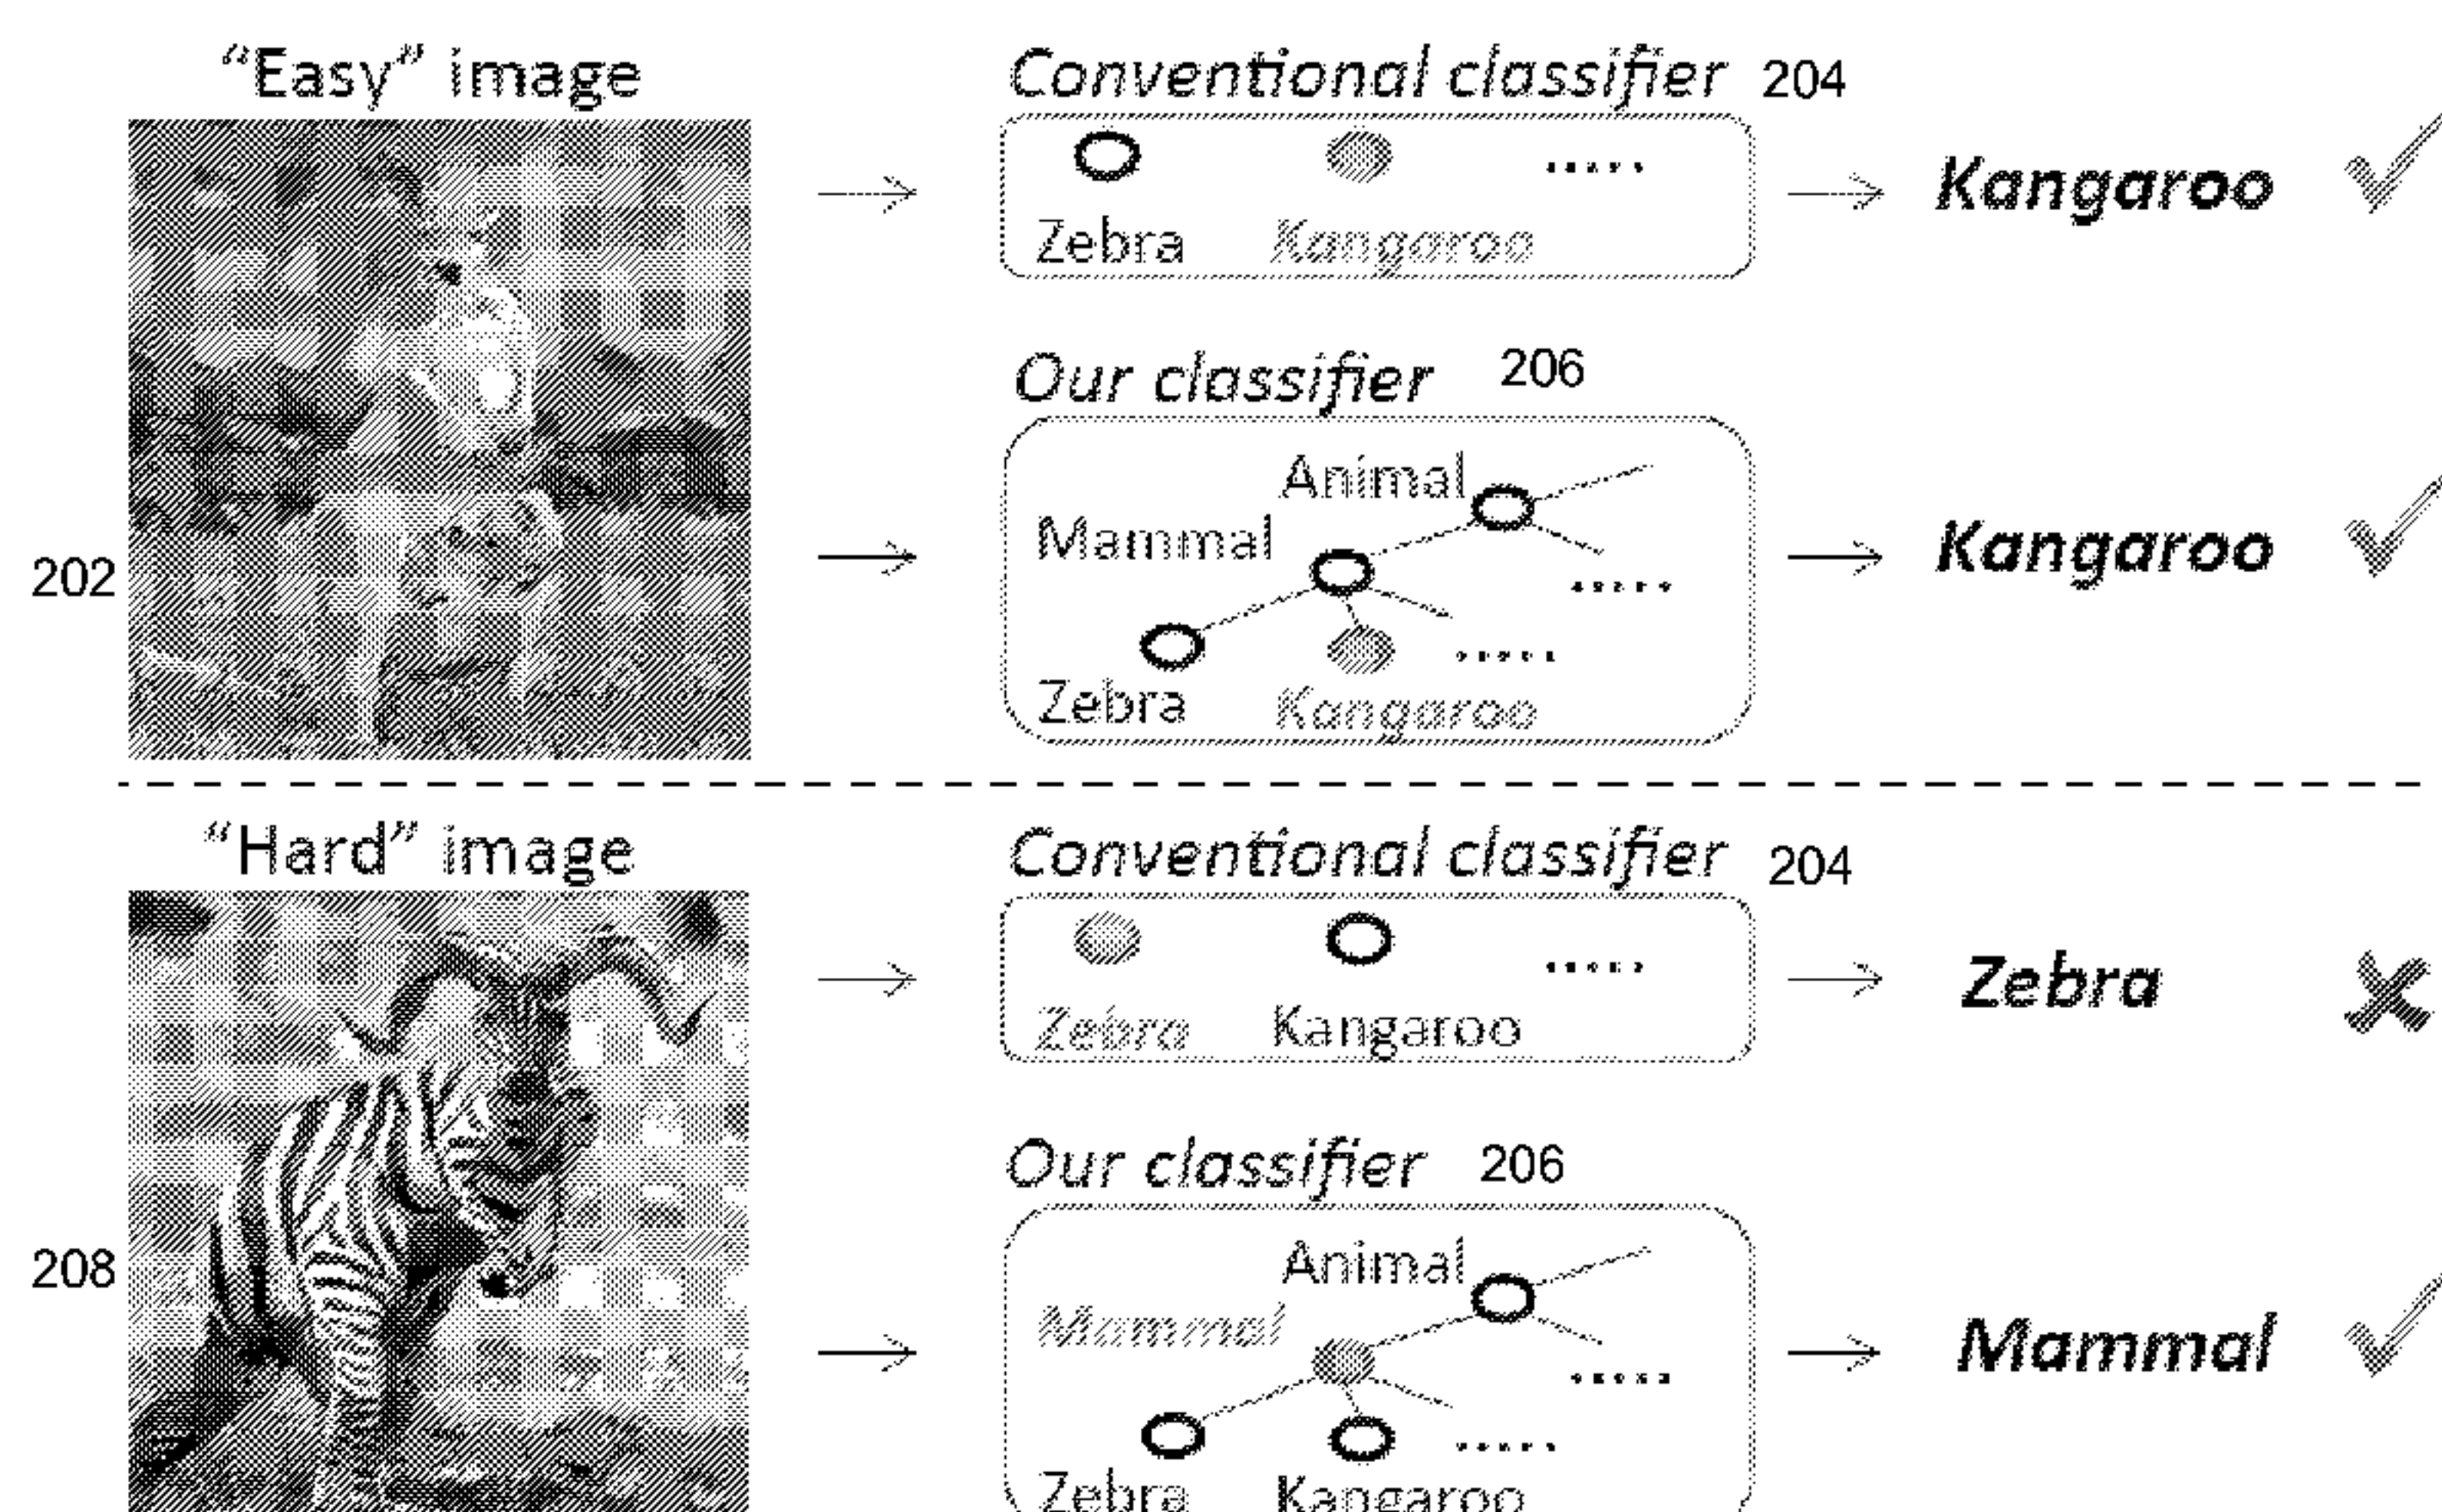 “Easy” image
Conventional classifier 204
Zebra Kangaroo .....
Kangaroo
202
Our classifier 206
Animal
Mammal
.....
.....
Zebra Kangaroo
Kangaroo
“Hard” image
Conventional classifier 204
.....
Zebra Kangaroo
Zebra
208
Our classifier 206
Animal
Mammal
.....
.....
Zebra Kangaroo
Mammal